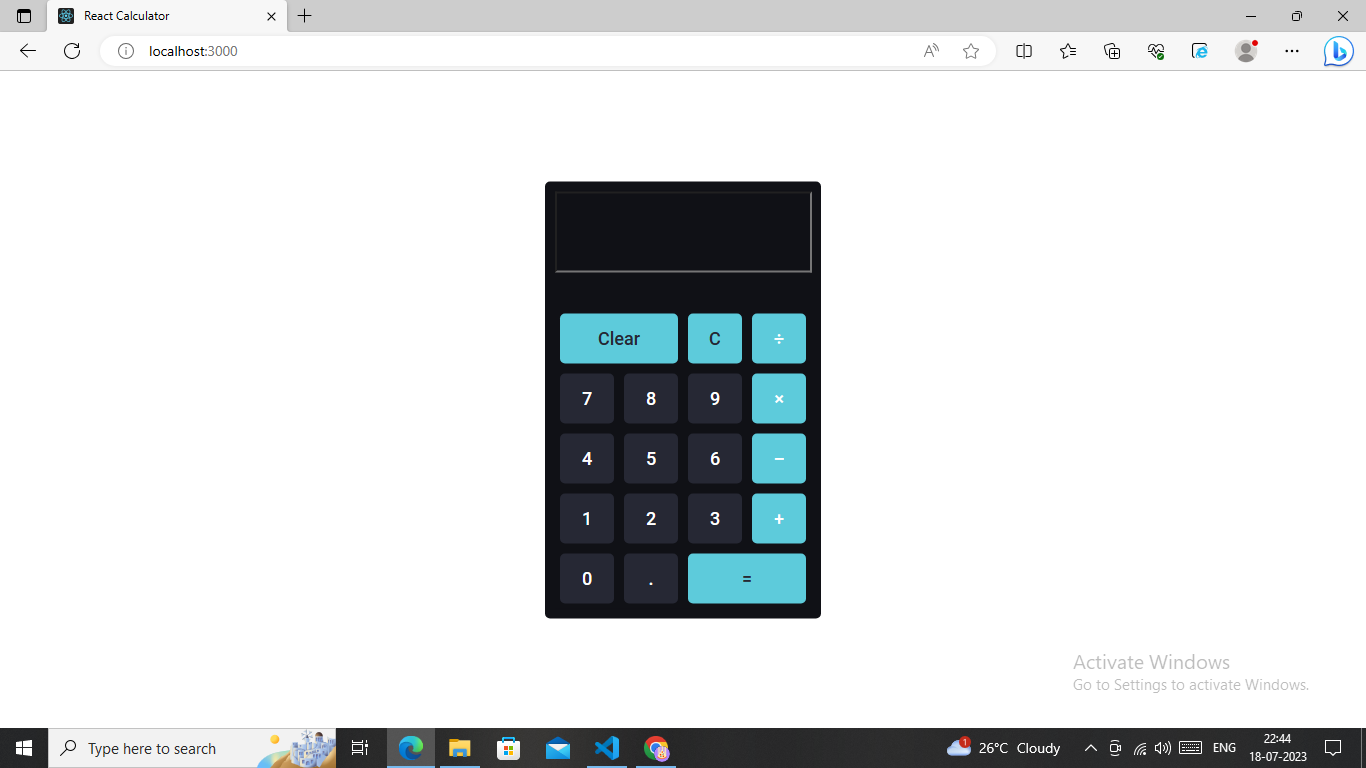 React Calculator
localhost:3000
Clear C ÷
7 8 9 ×
4 5 6 −
1 2 3 +
0 . =
Activate Windows
Go to Settings to activate Windows.
Type here to search
1
26°C Cloudy
ENG
22:44
18-07-2023